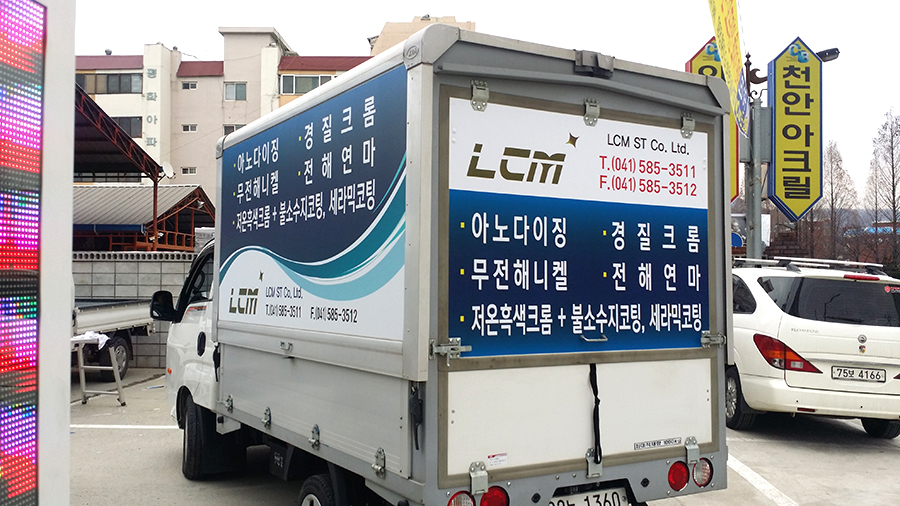 · 아노다이징 · 경질크롬
· 무전해니켈 · 전해연마
· 저온흑색크롬 + 불소수지코팅, 세라믹코팅
LCM
LCM ST Co, Ltd.
T.(041) 585-3511 F.(041) 585-3512
LCM
LCM ST Co. Ltd.
T.(041) 585-3511
F.(041) 585-3512
· 아노다이징 · 경질크롬
· 무전해니켈 · 전해연마
· 저온흑색크롬 + 불소수지코팅, 세라믹코팅
1360
천안아크릴
75보 4166